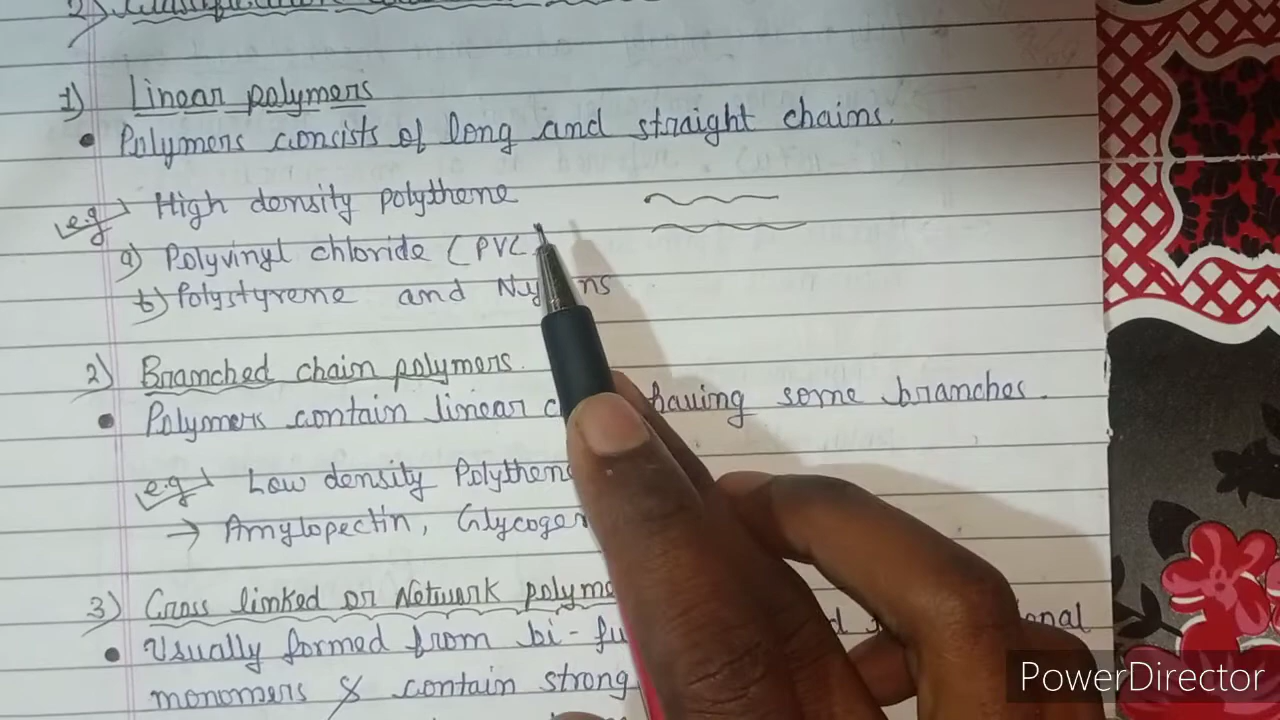 2)
1) Linear polymers
• Polymers consists of long and straight chains.
e.g → High density polythene
a) Polyvinyl chloride (PVC
b) Polystyrene and
2) Branched chain polymers.
• Polymers contain linear having some branches.
e.g → Low density
→ Amylopectin,
3) Cross linked or Network
• Usually formed from bi-
monomers & contain strong
PowerDirector